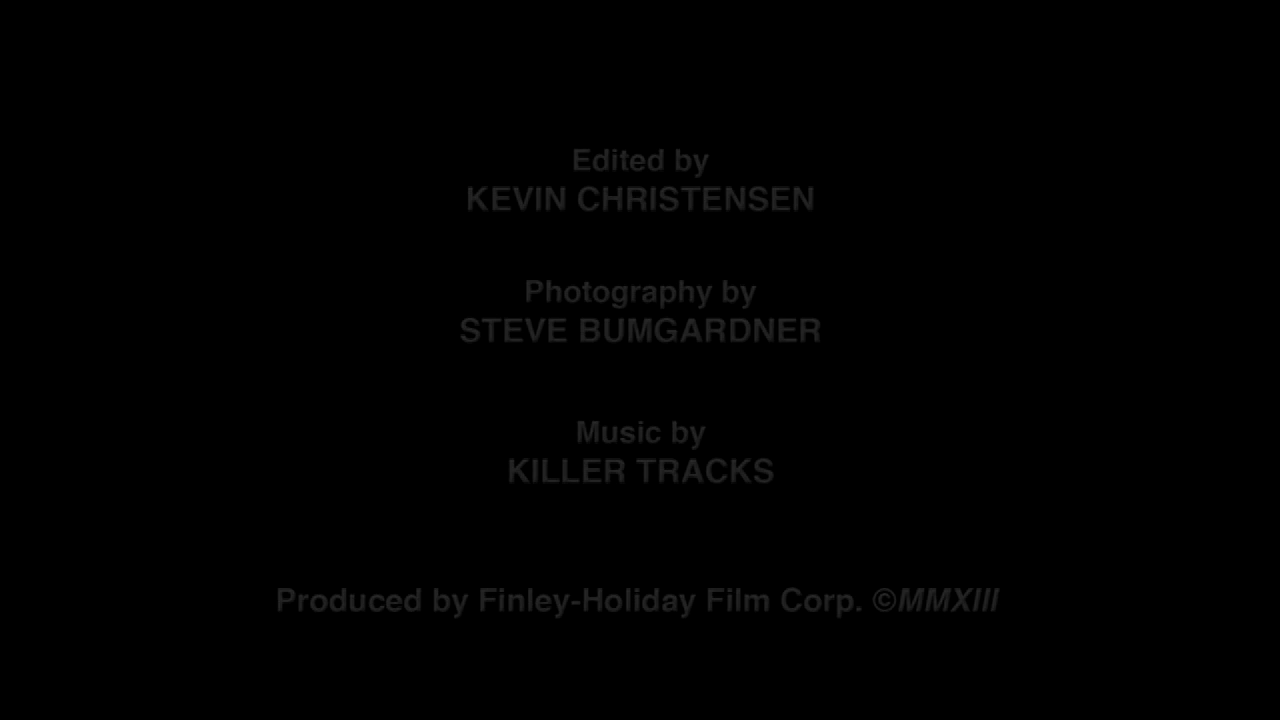 Edited by
KEVIN CHRISTENSEN
Photography by
STEVE BUMGARDNER
Music by
KILLER TRACKS
Produced by Finley-Holiday Film Corp. ©MMXIII